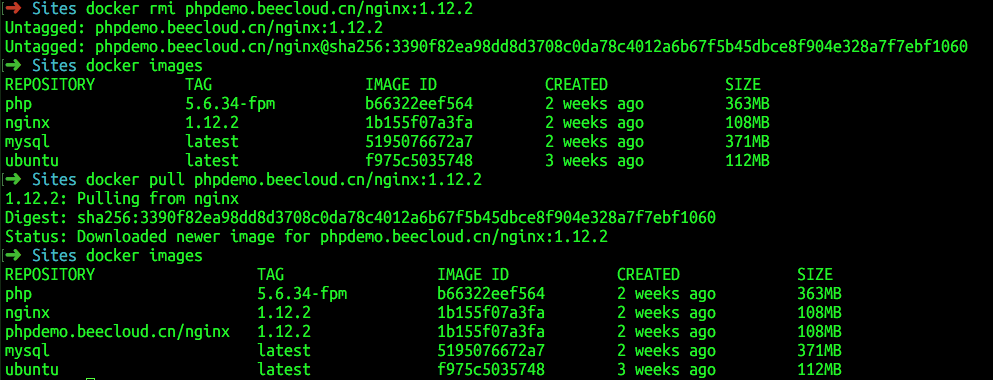 ➜ Sites docker rmi phpdemo.beecloud.cn/nginx:1.12.2
Untagged: phpdemo.beecloud.cn/nginx:1.12.2
Untagged: phpdemo.beecloud.cn/nginx@sha256:3390f82ea98dd8d3708c0da78c4012a6b67f5b45dbce8f904e328a7f7ebf1060
[➜ Sites docker images
REPOSITORY TAG IMAGE ID CREATED SIZE
php 5.6.34-fpm b66322eef564 2 weeks ago 363MB
nginx 1.12.2 1b155f07a3fa 2 weeks ago 108MB
mysql latest 5195076672a7 2 weeks ago 371MB
ubuntu latest f975c5035748 3 weeks ago 112MB
[➜ Sites docker pull phpdemo.beecloud.cn/nginx:1.12.2
1.12.2: Pulling from nginx
Digest: sha256:3390f82ea98dd8d3708c0da78c4012a6b67f5b45dbce8f904e328a7f7ebf1060
Status: Downloaded newer image for phpdemo.beecloud.cn/nginx:1.12.2
[➜ Sites docker images
REPOSITORY TAG IMAGE ID CREATED SIZE
php 5.6.34-fpm b66322eef564 2 weeks ago 363MB
nginx 1.12.2 1b155f07a3fa 2 weeks ago 108MB
phpdemo.beecloud.cn/nginx 1.12.2 1b155f07a3fa 2 weeks ago 108MB
mysql latest 5195076672a7 2 weeks ago 371MB
ubuntu latest f975c5035748 3 weeks ago 112MB